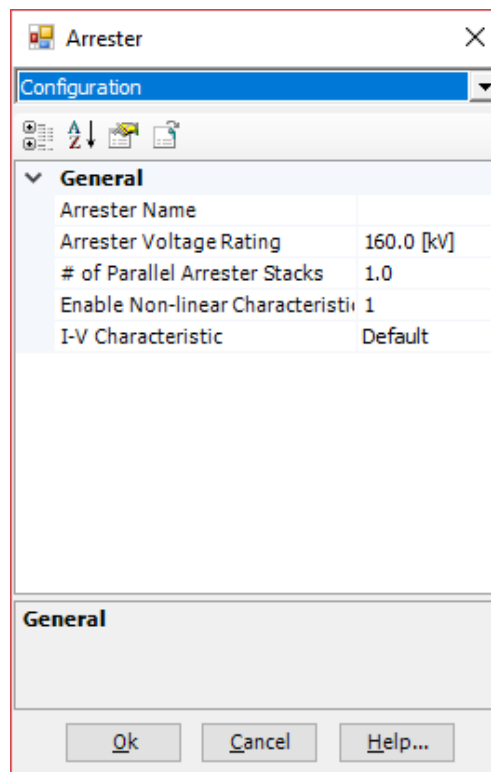 Arrester
Configuration
General
Arrester Name
Arrester Voltage Rating 160.0 [kV]
# of Parallel Arrester Stacks 1.0
Enable Non-linear Characteristi 1
I-V Characteristic Default
General
Ok Cancel Help...